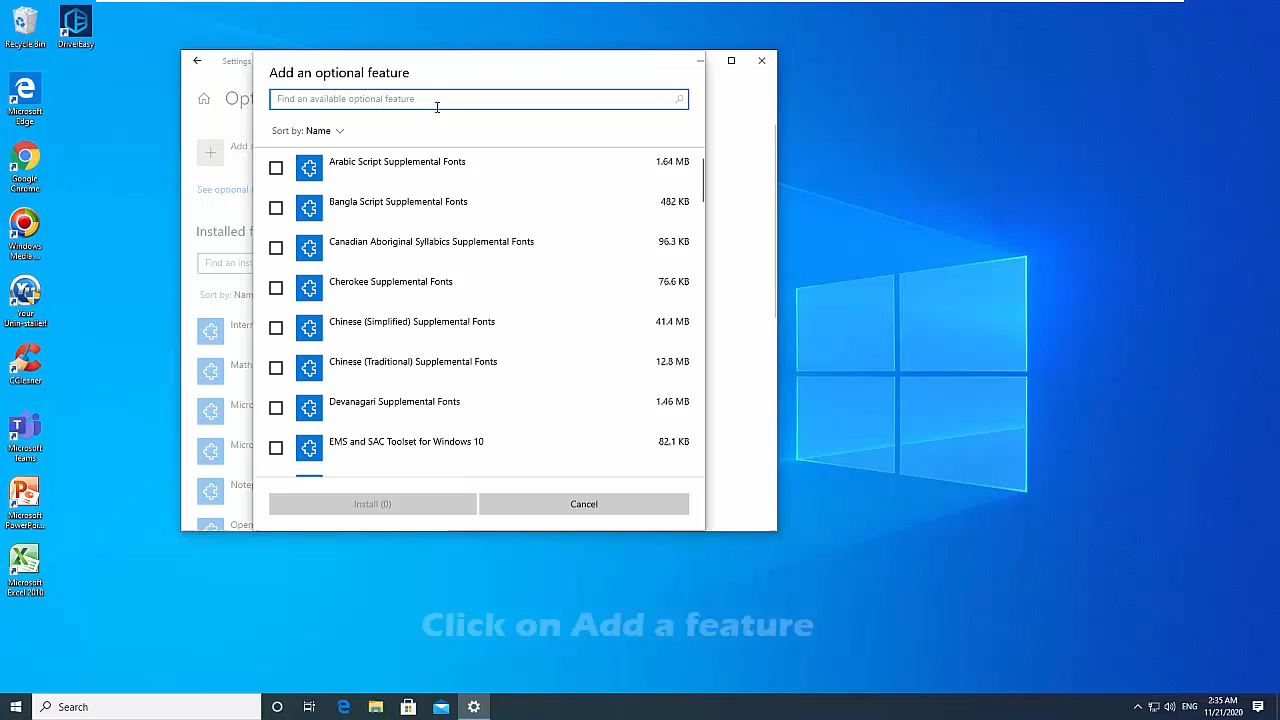 Recycle Bin
DriverEasy
Microsoft
Edge
Google
Chrome
Windows
Media ...
Your
Unin-staller!
CCleaner
Microsoft
Teams
Microsoft
PowerPoi...
Microsoft
Excel 2010
Settings
Opt
Add a
See optional f
Installed f
Find an inst
Sort by: Nam
Intern
Math
Micro
Micro
Notep
Open
Add an optional feature
Find an available optional feature
Sort by: Name
Arabic Script Supplemental Fonts 1.64 MB
Bangla Script Supplemental Fonts 482 KB
Canadian Aboriginal Syllabics Supplemental Fonts 96.3 KB
Cherokee Supplemental Fonts 76.6 KB
Chinese (Simplified) Supplemental Fonts 41.4 MB
Chinese (Traditional) Supplemental Fonts 12.8 MB
Devanagari Supplemental Fonts 1.46 MB
EMS and SAC Toolset for Windows 10 82.1 KB
Install (0)
Cancel
Click on Add a feature
Search
ENG
2:35 AM
11/21/2020